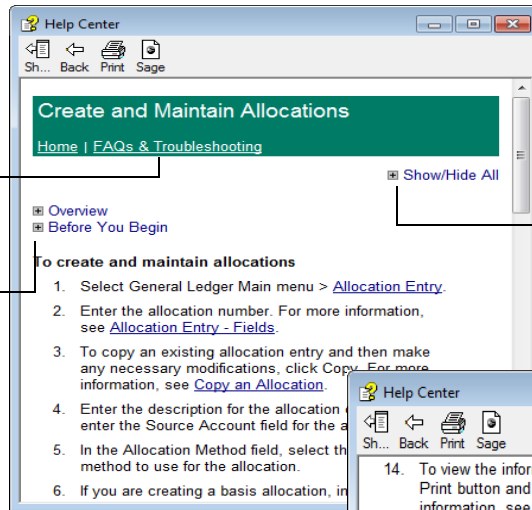 Help Center
Sh... Back Print Sage
Create and Maintain Allocations
Home | FAQs & Troubleshooting
Show/Hide All
Overview
Before You Begin
To create and maintain allocations
1. Select General Ledger Main menu > Allocation Entry.
2. Enter the allocation number. For more information,
see Allocation Entry - Fields.
3. To copy an existing allocation entry and then make
any necessary modifications, click Copy. For more
information, see Copy an Allocation.
4. Enter the description for the allocation
enter the Source Account field for the a
5. In the Allocation Method field, select th
method to use for the allocation.
6. If you are creating a basis allocation, in
Help Center
Sh... Back Print Sage
14. To view the infor
Print button and
information, see